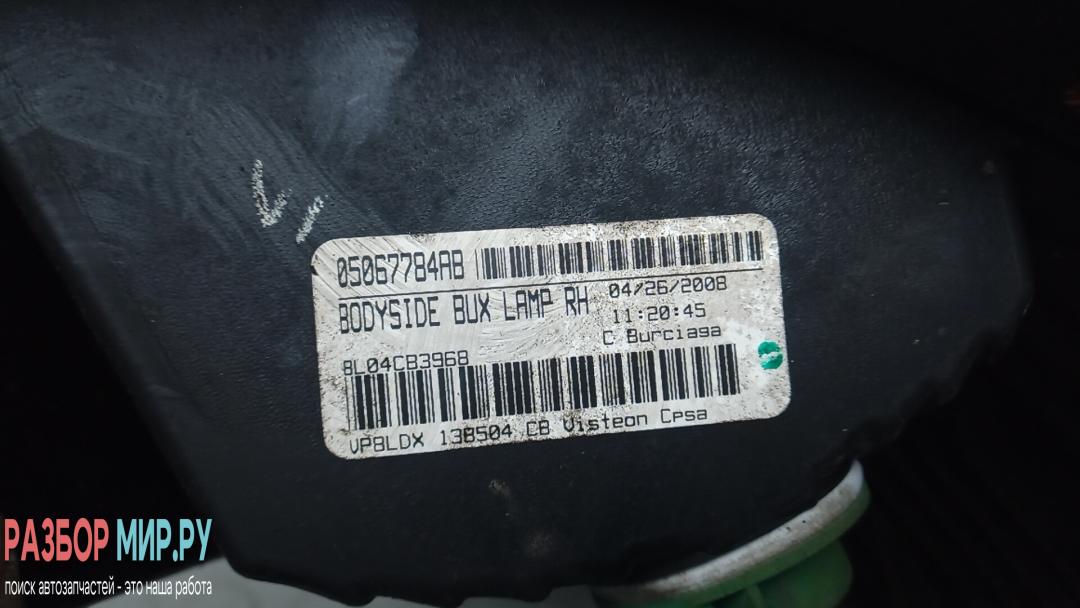 05067784AB
BODYSIDE BUX LAMP RH
04/26/2008
11:20:45
C Burciaga
8L04CB3968
VP8LDX 138504 CB Visteon Cpsa
РАЗБОР МИР.РУ
поиск автозапчастей - это наша работа